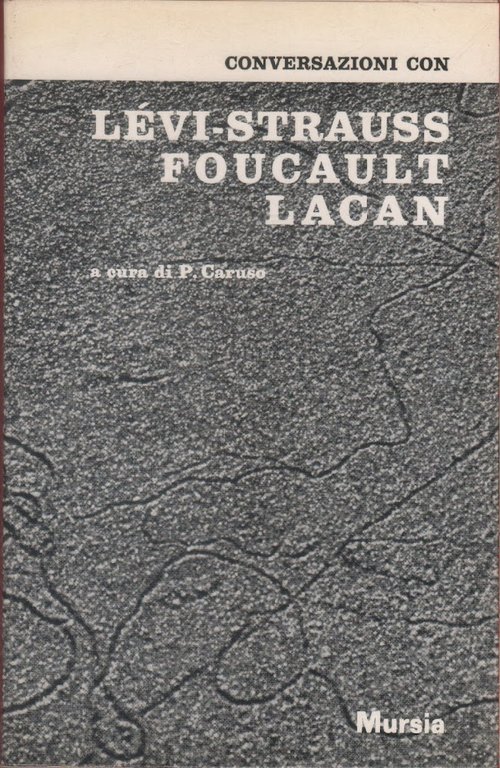 CONVERSAZIONI CON
LÉVI-STRAUSS
FOUCAULT
LACAN
a cura di P. Caruso
Mursia